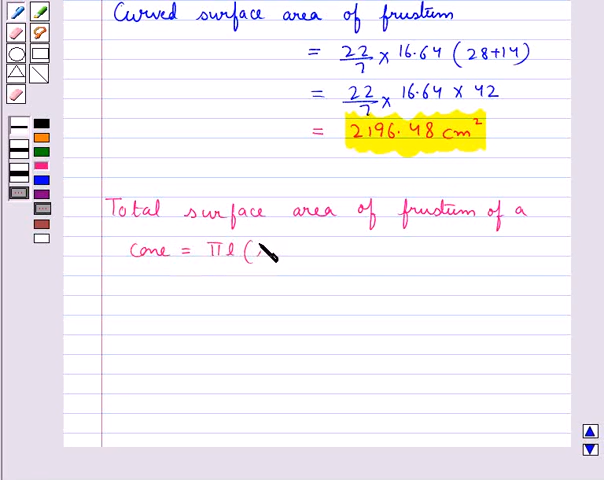 Curved surface area of frustum
= 22/7 × 16.64 (28+14)
= 22/7 × 16.64 × 42
= 2196.48 cm²
Total surface area of frustum of a
cone = πl (